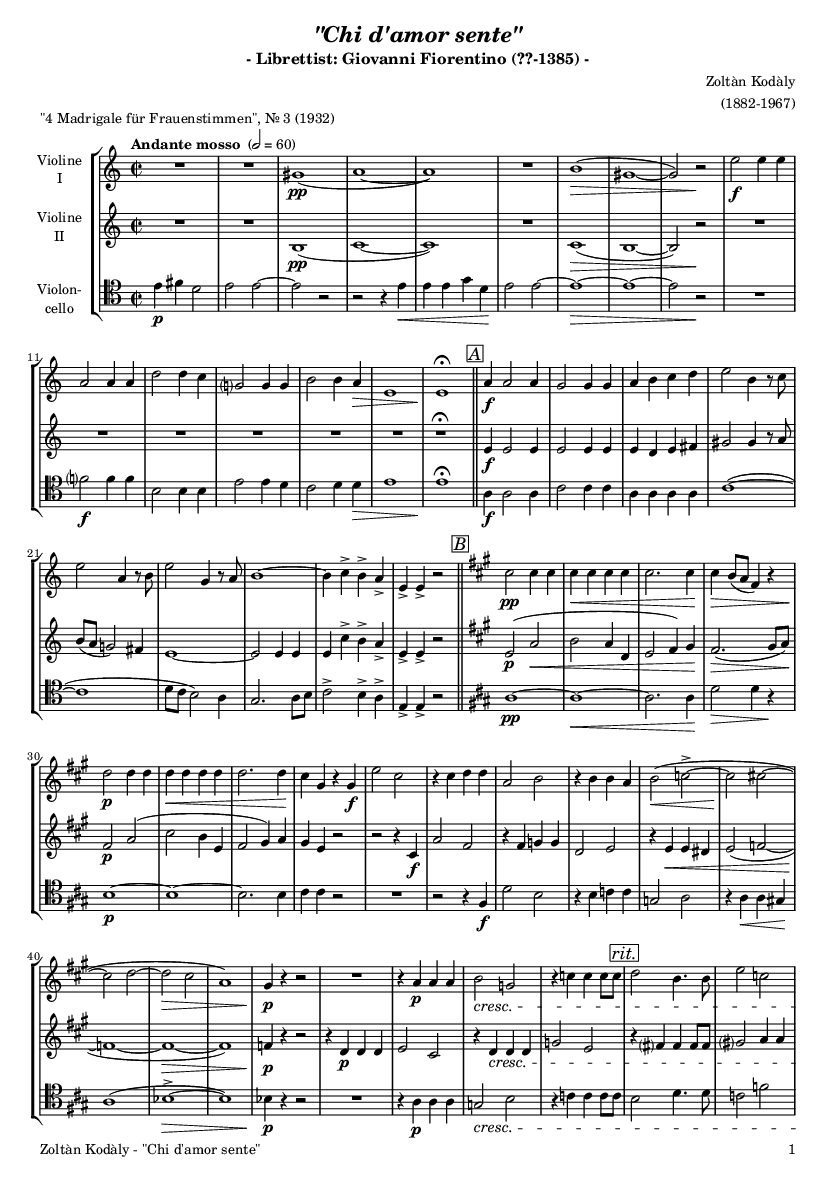 "Chi d'amor sente"
- Librettist: Giovanni Fiorentino (??-1385) -
Zoltàn Kodàly
(1882-1967)
"4 Madrigale für Frauenstimmen", № 3 (1932)
Andante mosso (𝅗𝅥 = 60)
Violine
I
pp
f
Violine
II
pp
Violon-
cello
p
11
A
f
f
f
f
21
B
pp
p
pp
30
p
f
p
f
p
f
40
rit.
p
p
cresc.
p
p
cresc.
p
p
cresc.
Zoltàn Kodàly - "Chi d'amor sente"
1